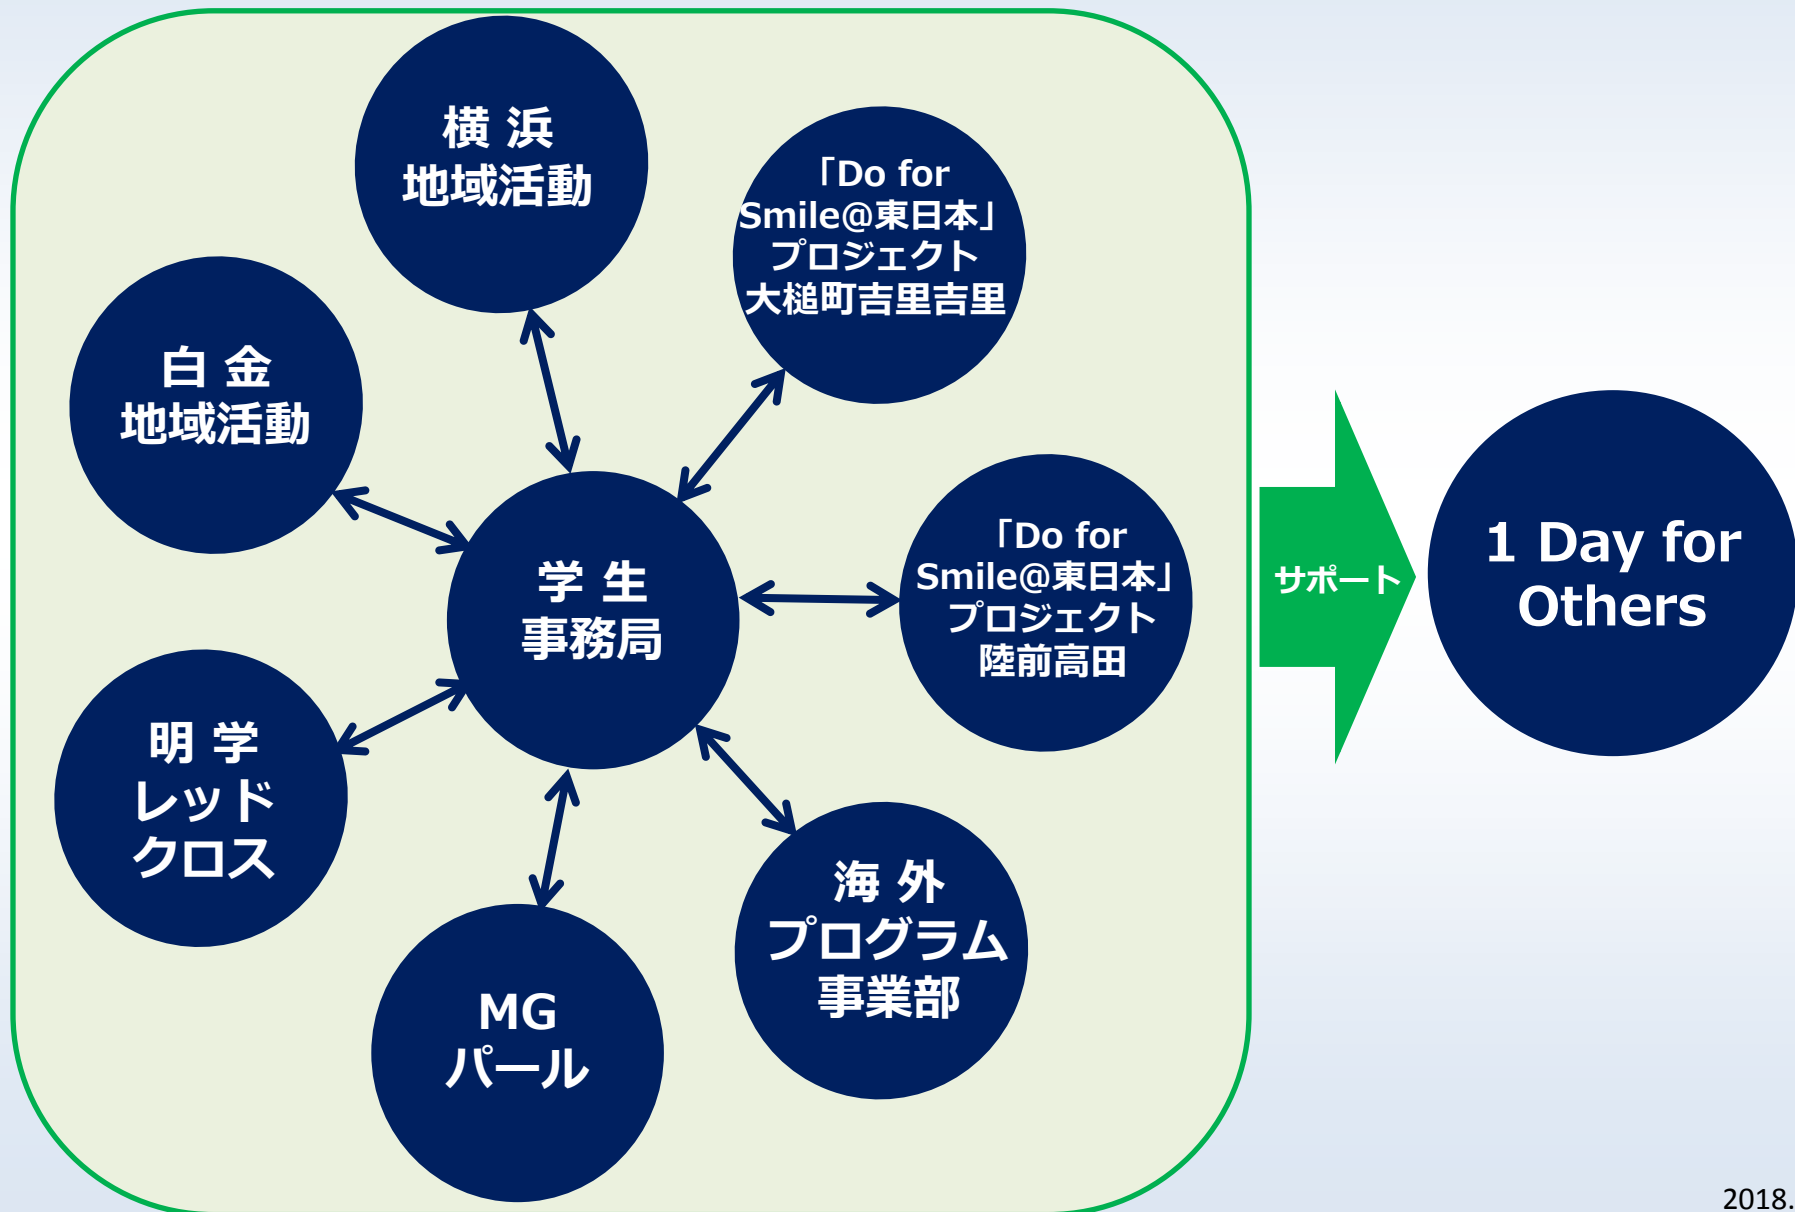 横 浜
地域活動
「Do for
Smile@東日本」
プロジェクト
大槌町吉里吉里
白 金
地域活動
学 生
事務局
「Do for
Smile@東日本」
プロジェクト
陸前高田
サポート
1 Day for
Others
明 学
レッド
クロス
海 外
プログラム
事業部
MG
パール
2018.